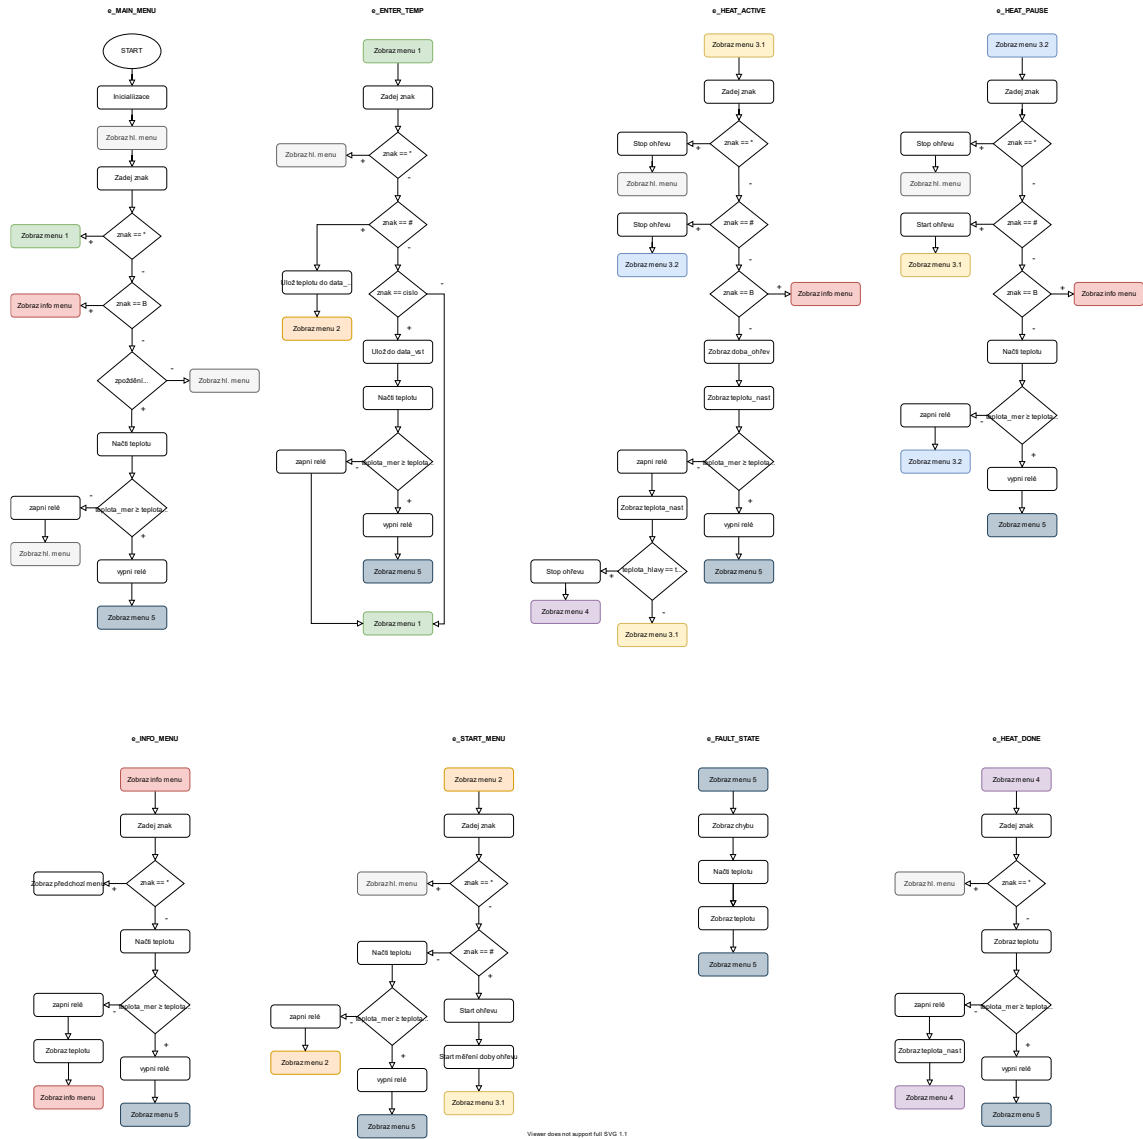 e_MAIN_MENU
START
Inicializace
Zobraz hl. menu
Zadej znak
znak == *
Zobraz menu 1
+
-
znak == B
Zobraz info menu
+
-
zpoždění...
-
Zobraz hl. menu
+
Načti teplotu
teplota_mer ≥ teplota...
-
zapni relé
Zobraz hl. menu
+
vypni relé
Zobraz menu 5
e_ENTER_TEMP
Zobraz menu 1
Zadej znak
znak == *
Zobraz hl. menu
+
-
znak == #
+
-
Ulož teplotu do data_...
Zobraz menu 2
znak == cislo
-
+
Ulož do data_vst
Načti teplotu
teplota_mer ≥ teplota...
-
zapni relé
+
vypni relé
Zobraz menu 5
Zobraz menu 1
e_HEAT_ACTIVE
Zobraz menu 3.1
Zadej znak
znak == *
Stop ohřevu
+
Zobraz hl. menu
-
znak == #
Stop ohřevu
+
Zobraz menu 3.2
-
znak == B
+
Zobraz info menu
-
Zobraz doba_ohřev
Zobraz teplotu_nast
teplota_mer ≥ teplota...
-
zapni relé
Zobraz teplota_nast
+
vypni relé
Zobraz menu 5
teplota_hlavy == t...
+
Stop ohřevu
Zobraz menu 4
-
Zobraz menu 3.1
e_HEAT_PAUSE
Zobraz menu 3.2
Zadej znak
znak == *
Stop ohřevu
+
Zobraz hl. menu
-
znak == #
Start ohřevu
+
Zobraz menu 3.1
-
znak == B
+
Zobraz info menu
-
Načti teplotu
teplota_mer ≥ teplota...
-
zapni relé
Zobraz menu 3.2
+
vypni relé
Zobraz menu 5
e_INFO_MENU
Zobraz info menu
Zadej znak
znak == *
Zobraz předchozí menu
+
-
Načti teplotu
teplota_mer ≥ teplota...
-
zapni relé
Zobraz teplotu
Zobraz info menu
+
vypni relé
Zobraz menu 5
e_START_MENU
Zobraz menu 2
Zadej znak
znak == *
Zobraz hl. menu
+
-
znak == #
-
Načti teplotu
+
Start ohřevu
Start měření doby ohřevu
Zobraz menu 3.1
teplota_mer ≥ teplota...
-
zapni relé
Zobraz menu 2
+
vypni relé
Zobraz menu 5
e_FAULT_STATE
Zobraz menu 5
Zobraz chybu
Načti teplotu
Zobraz teplotu
Zobraz menu 5
e_HEAT_DONE
Zobraz menu 4
Zadej znak
znak == *
Zobraz hl. menu
+
-
Zobraz teplotu
teplota_mer ≥ teplota...
-
zapni relé
Zobraz teplota_nast
Zobraz menu 4
+
vypni relé
Zobraz menu 5
Viewer does not support full SVG 1.1